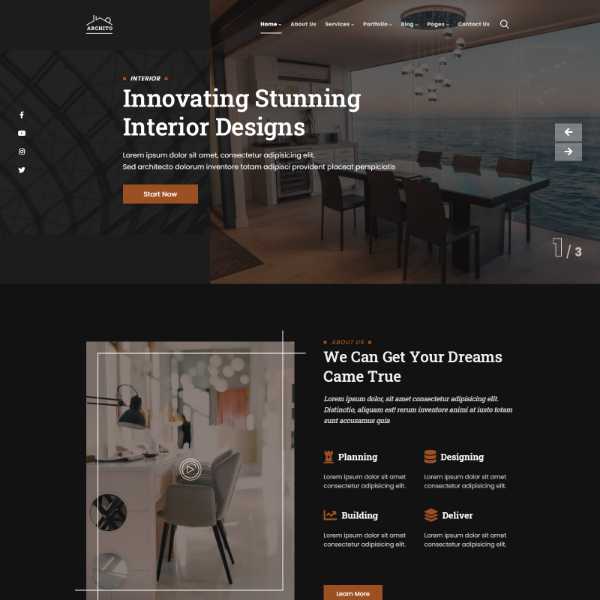 ARCHITO
Home
About Us
Services
Portfolio
Blog
Pages
Contact Us
INTERIOR
Innovating Stunning
Interior Designs
Lorem ipsum dolor sit amet, consectetur adipisicing elit.
Sed architecto dolorum inventore totam adipisci provident placeat perspiciatis
Start Now
1 / 3
ABOUT US
We Can Get Your Dreams
Came True
Lorem ipsum dolor, sit amet consectetur adipisicing elit.
Distinctio, aliquam est! rerum inventore animi at iusto totam
sunt accusamus quia
Planning
Lorem ipsum dolor sit amet
consectetur adipisicing elit.
Designing
Lorem ipsum dolor sit amet
consectetur adipisicing elit.
Building
Lorem ipsum dolor sit amet
consectetur adipisicing elit.
Deliver
Lorem ipsum dolor sit amet
consectetur adipisicing elit.
Learn More